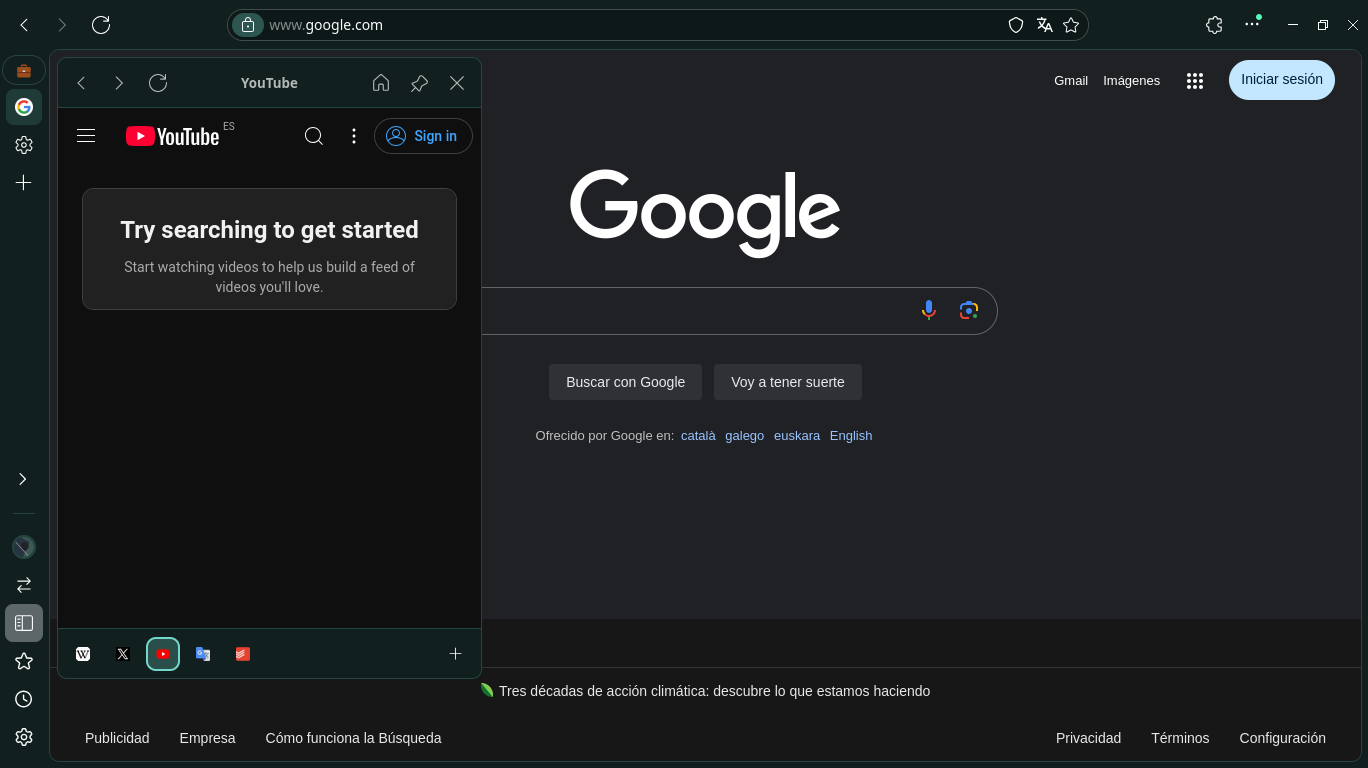 www.google.com
YouTube
Gmail Imágenes Iniciar sesión
YouTube ES Sign in
Try searching to get started
Start watching videos to help us build a feed of
videos you'll love.
Google
Buscar con Google Voy a tener suerte
Ofrecido por Google en: català galego euskara English
Tres décadas de acción climática: descubre lo que estamos haciendo
Publicidad Empresa Cómo funciona la Búsqueda Privacidad Términos Configuración